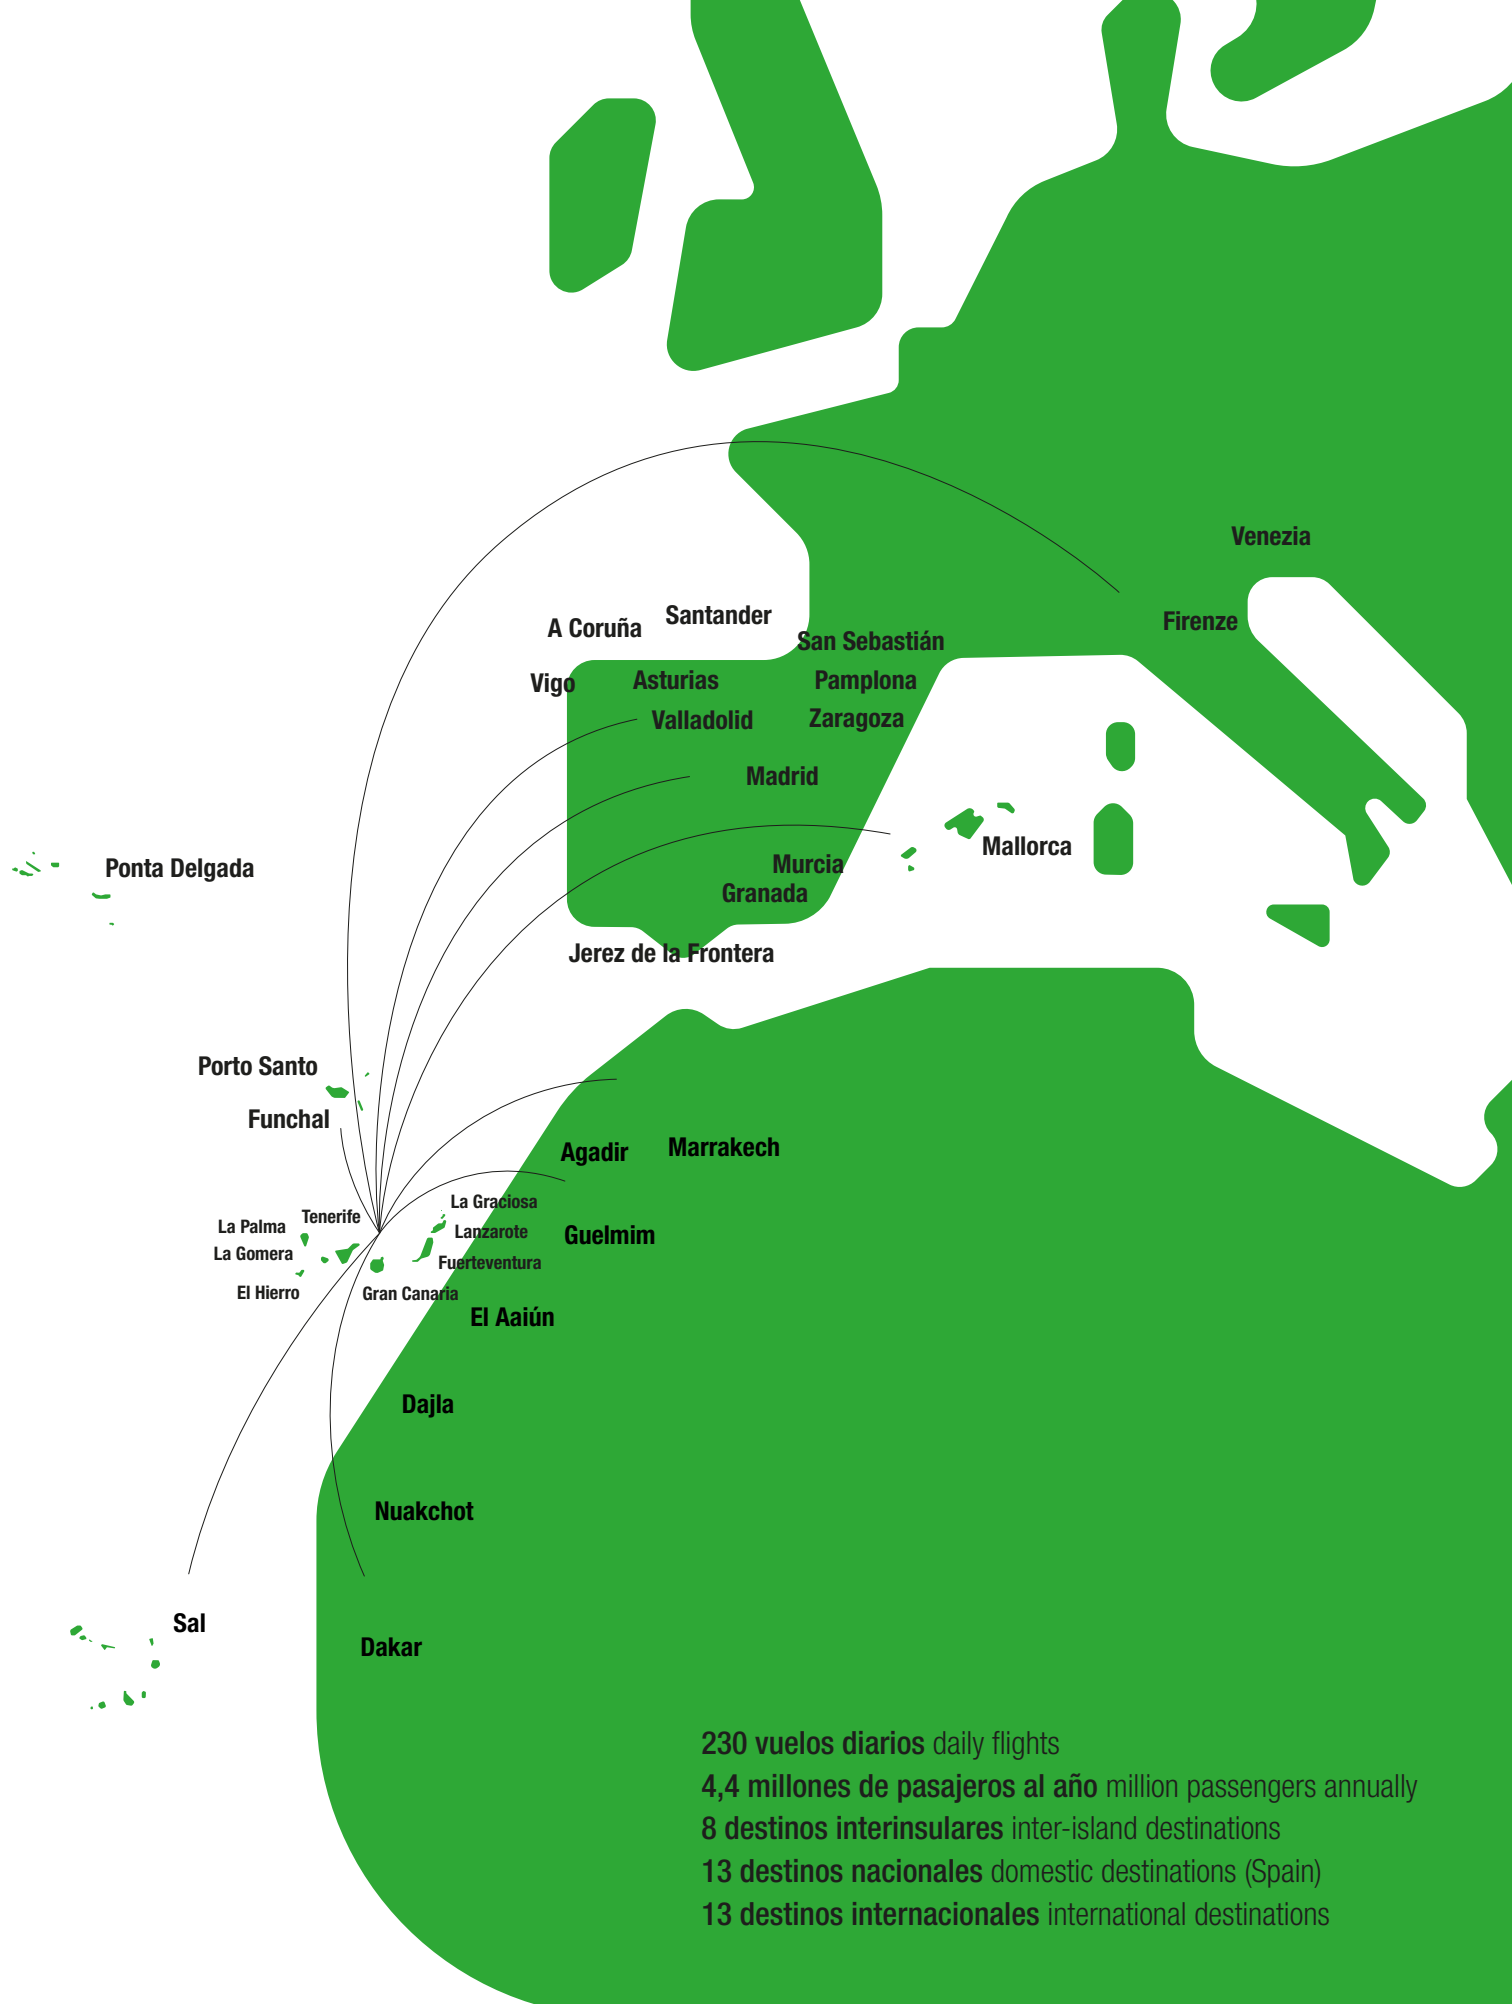 Venezia
Firenze
Santander
A Coruña
San Sebastián
Vigo
Asturias
Pamplona
Valladolid
Zaragoza
Madrid
Mallorca
Murcia
Ponta Delgada
Granada
Jerez de la Frontera
Porto Santo
Funchal
Agadir
Marrakech
La Graciosa
Tenerife
La Palma
Lanzarote
Guelmim
La Gomera
Fuerteventura
El Hierro
Gran Canaria
El Aaiún
Dajla
Nuakchot
Sal
Dakar
230 vuelos diarios daily flights
4,4 millones de pasajeros al año million passengers annually
8 destinos interinsulares inter-island destinations
13 destinos nacionales domestic destinations (Spain)
13 destinos internacionales international destinations